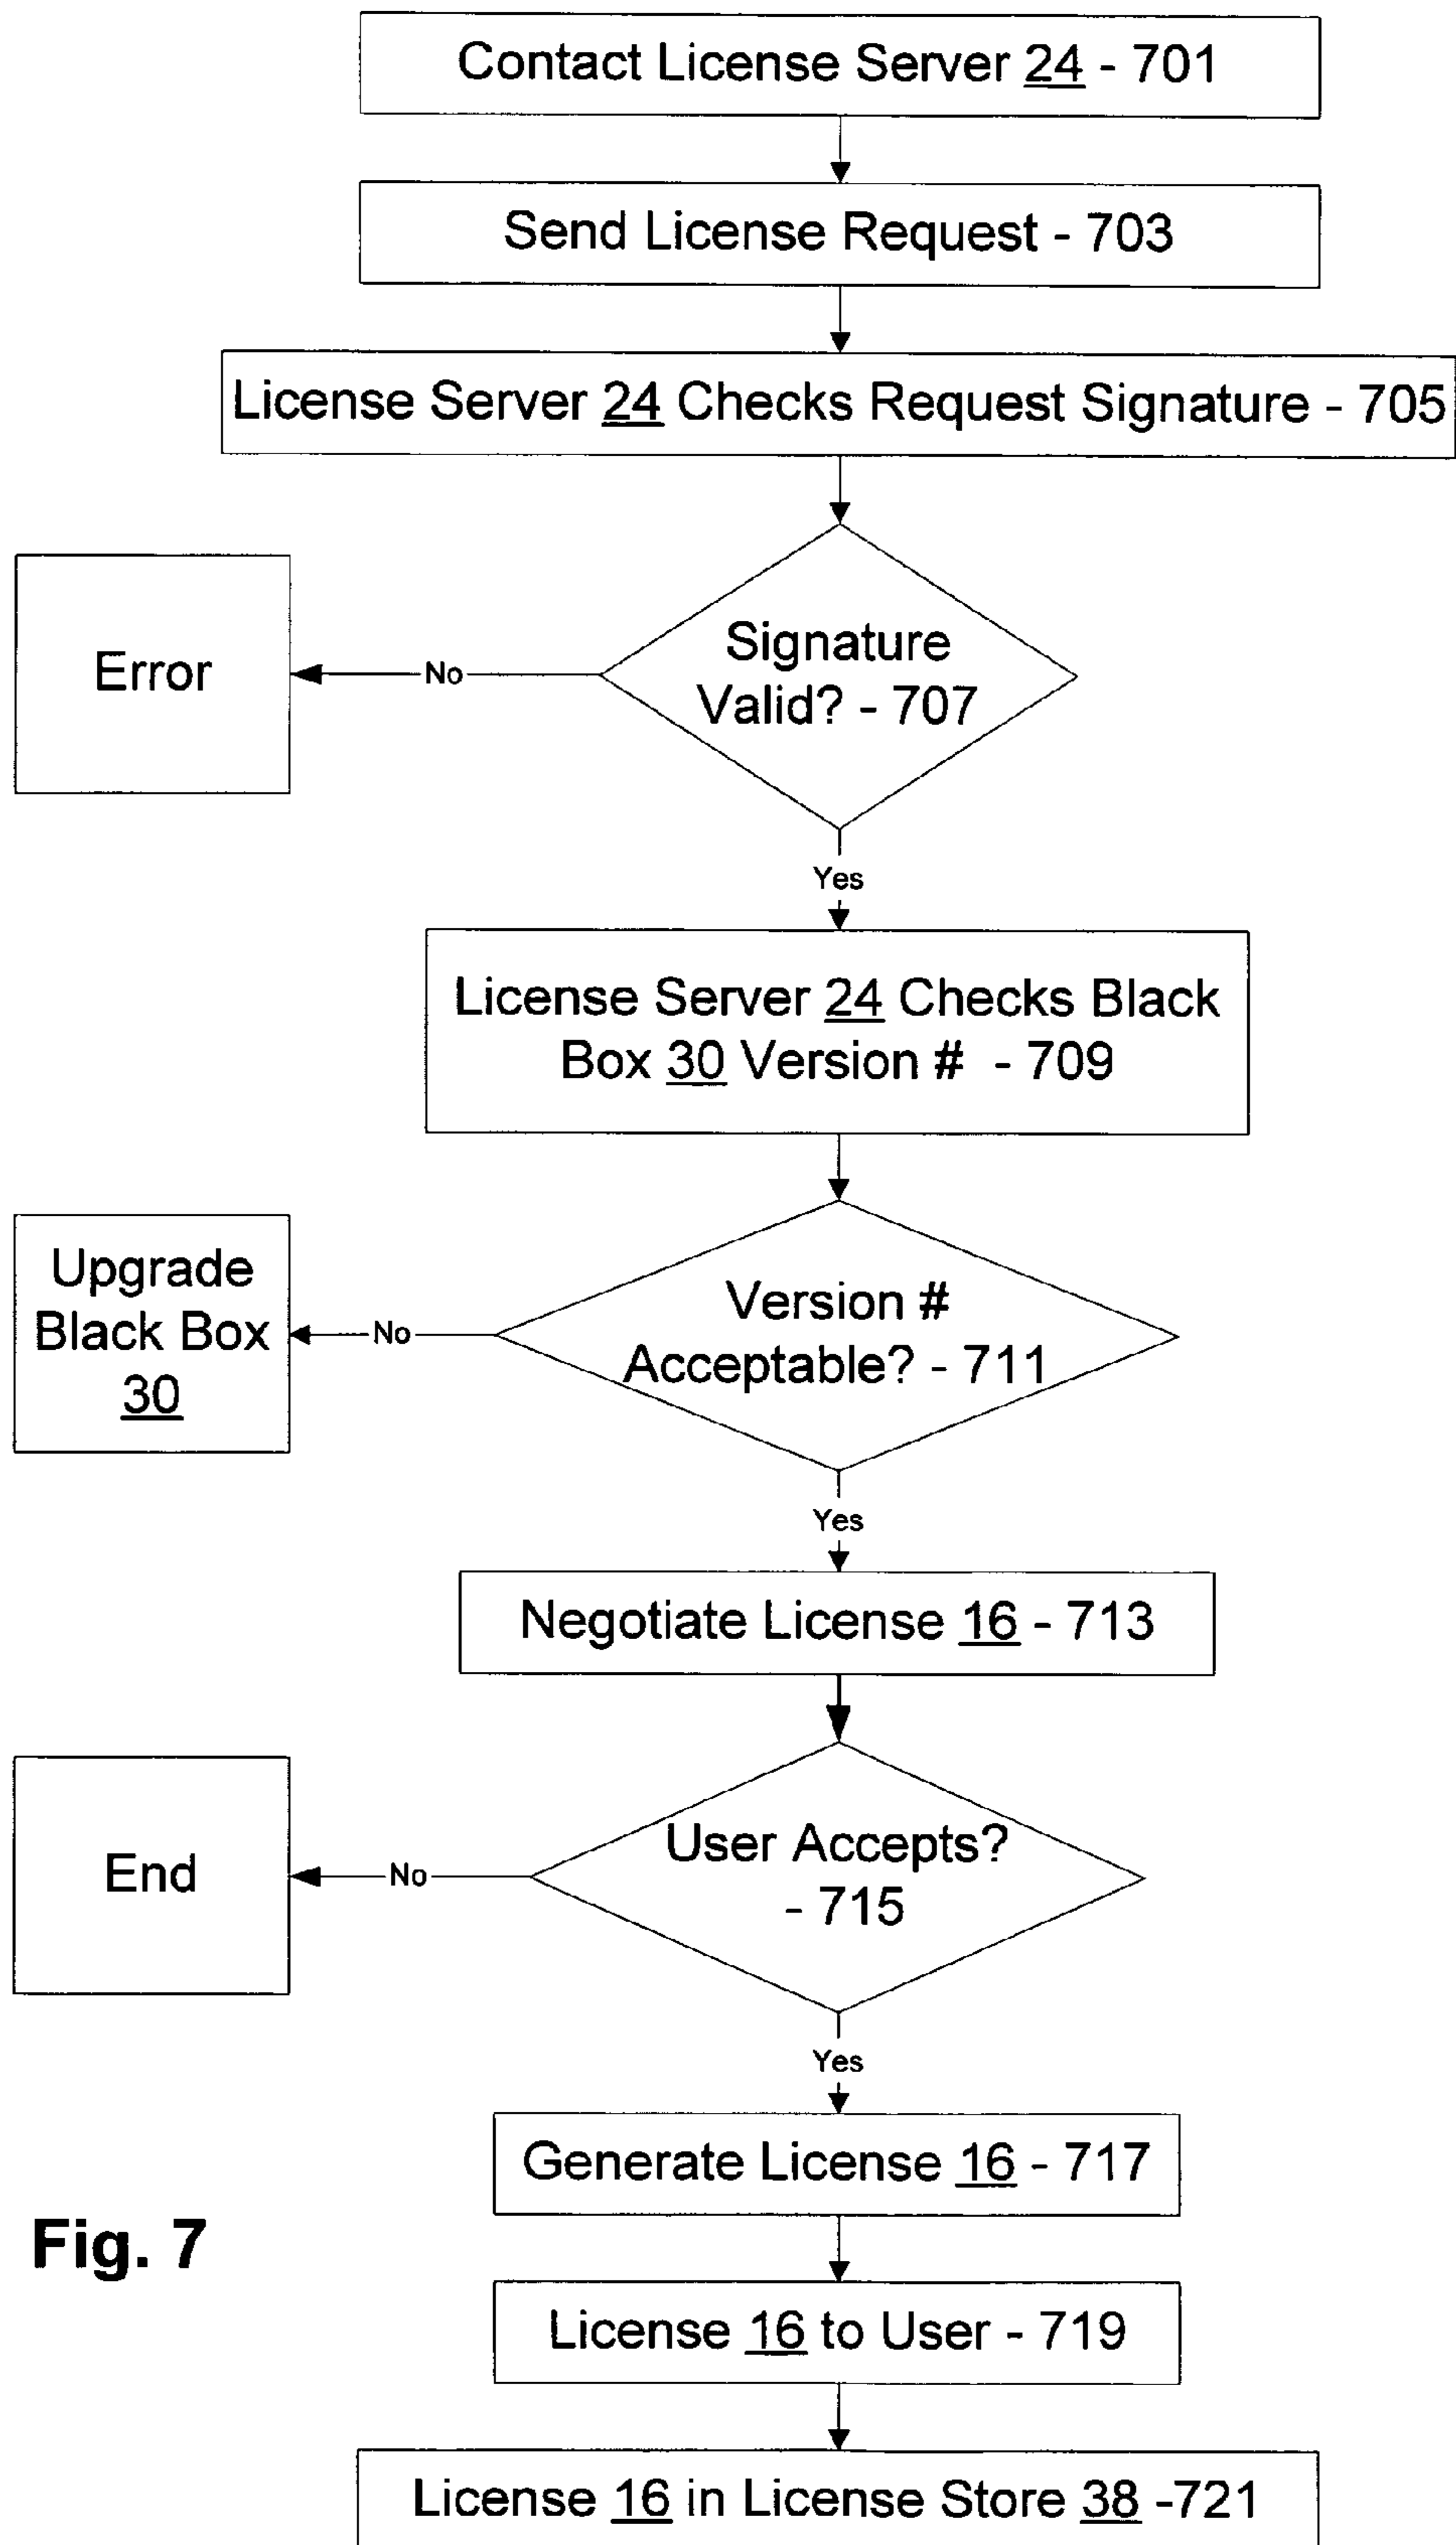 Contact License Server 24 - 701
Send License Request - 703
License Server 24 Checks Request Signature - 705
Error
No
Signature
Valid? - 707
Yes
License Server 24 Checks Black
Box 30 Version # - 709
Upgrade
Black Box
30
No
Version #
Acceptable? - 711
Yes
Negotiate License 16 - 713
End
No
User Accepts?
- 715
Yes
Generate License 16 - 717
Fig. 7
License 16 to User - 719
License 16 in License Store 38 -721